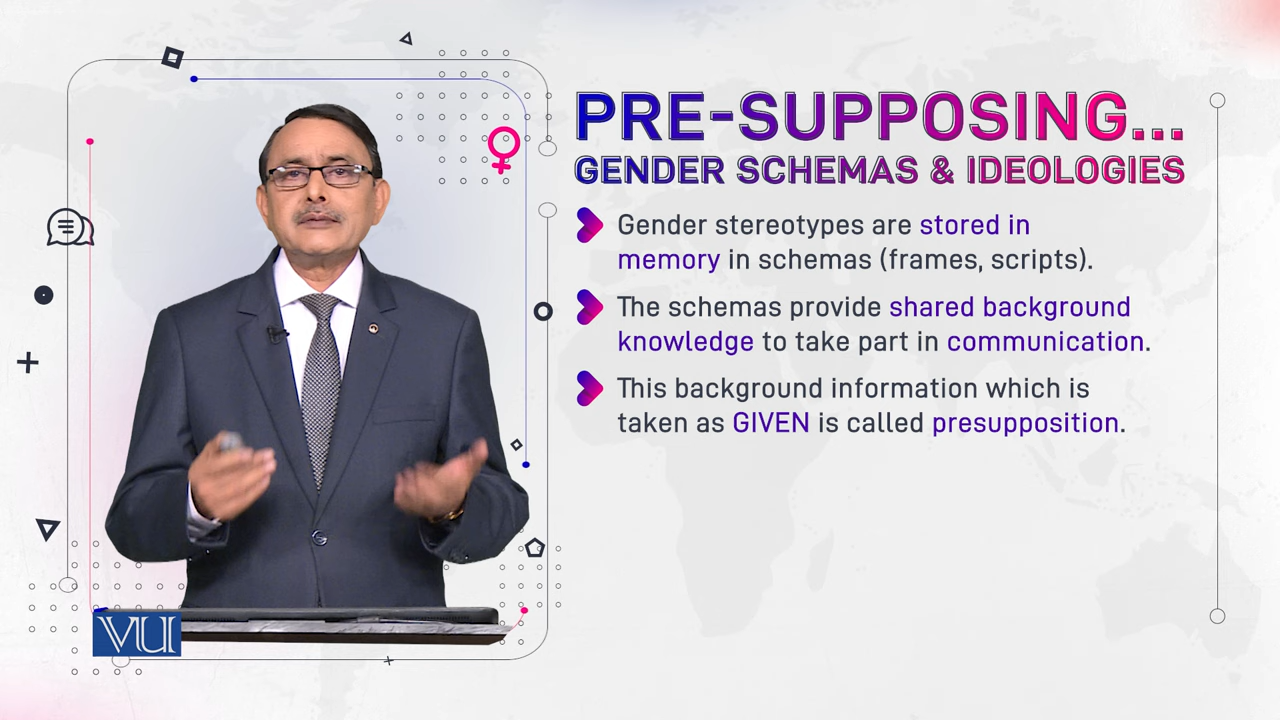 PRE-SUPPOSING...
GENDER SCHEMAS & IDEOLOGIES
Gender stereotypes are stored in
memory in schemas (frames, scripts).
The schemas provide shared background
knowledge to take part in communication.
This background information which is
taken as GIVEN is called presupposition.
VU